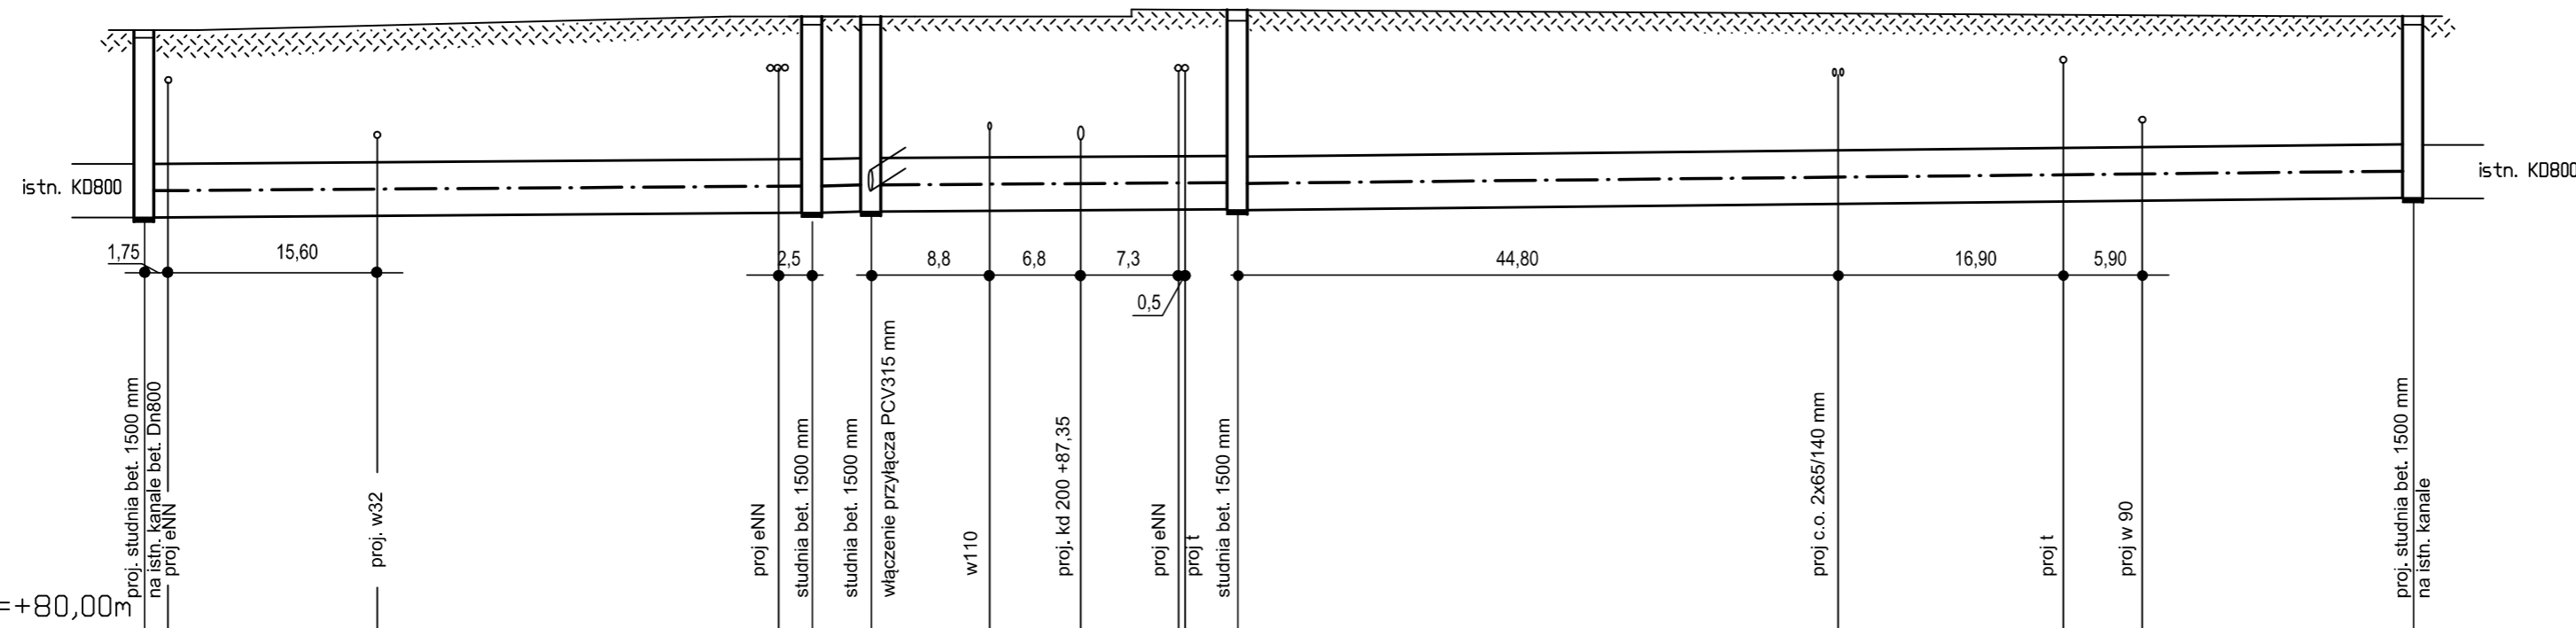 istn. KD800
istn. KD800
1,75
15,60
2,5
8,8
6,8
7,3
0,5
44,80
16,90
5,90
proj. studnia bet. 1500 mm
na istn. kanale bet. Dn800
proj eNN
proj. w32
proj eNN
studnia bet. 1500 mm
studnia bet. 1500 mm
włączenie przyłącza PCV315 mm
w110
proj. kd 200 +87,35
proj eNN
proj t
studnia bet. 1500 mm
proj c.o. 2x65/140 mm
proj t
proj w 90
proj. studnia bet. 1500 mm
na istn. kanale
=+80,00m